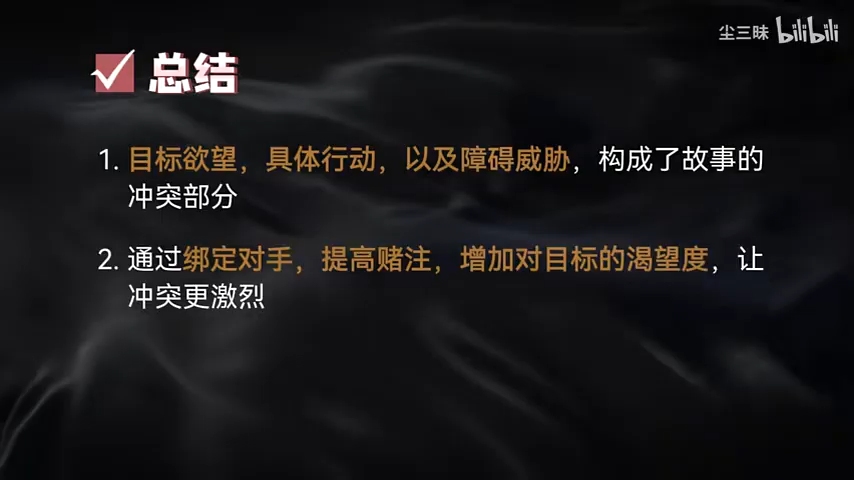 尘三昧 bilibili
总结
1. 目标欲望，具体行动，以及障碍威胁，构成了故事的
冲突部分
2. 通过绑定对手，提高赌注，增加对目标的渴望度，让
冲突更激烈